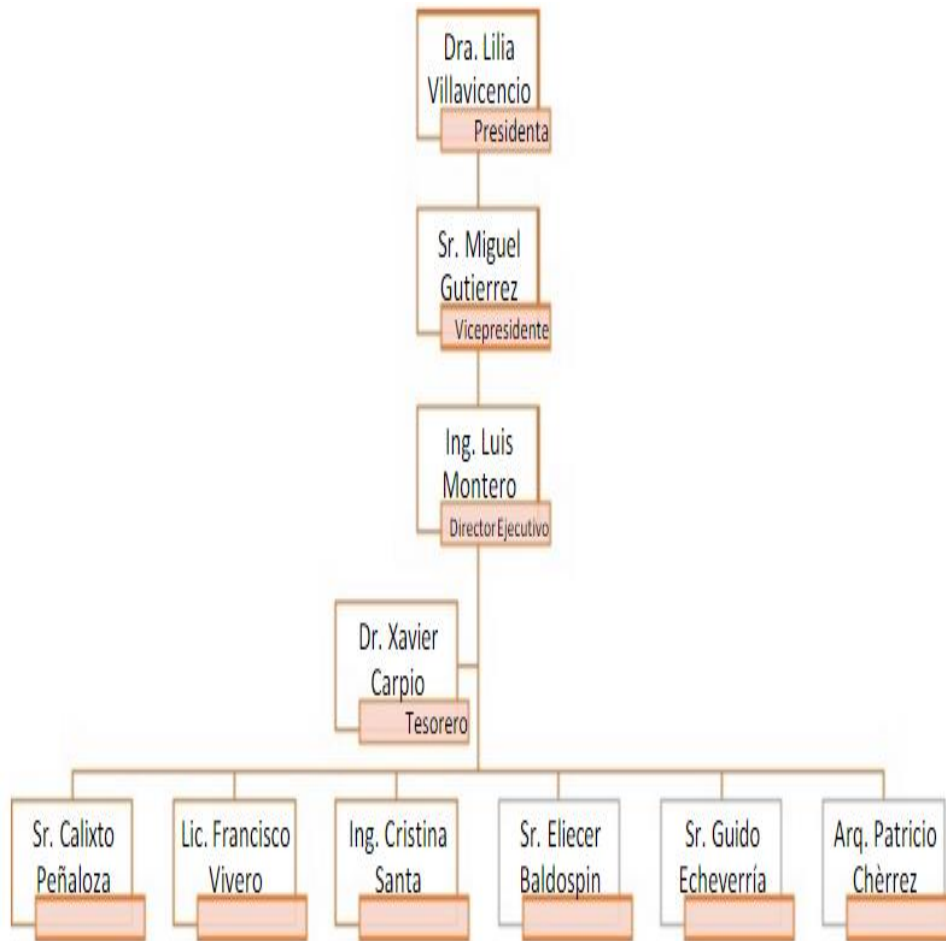 Dra. Lilia
Villavicencio
Presidenta
Sr. Miguel
Gutierrez
Vicepresidente
Ing. Luis
Montero
Director Ejecutivo
Dr. Xavier
Carpio
Tesorero
Sr. Calixto
Peñaloza
Lic. Francisco
Vivero
Ing. Cristina
Santa
Sr. Eliecer
Baldospin
Sr. Guido
Echeverría
Arq. Patricio
Chèrrez